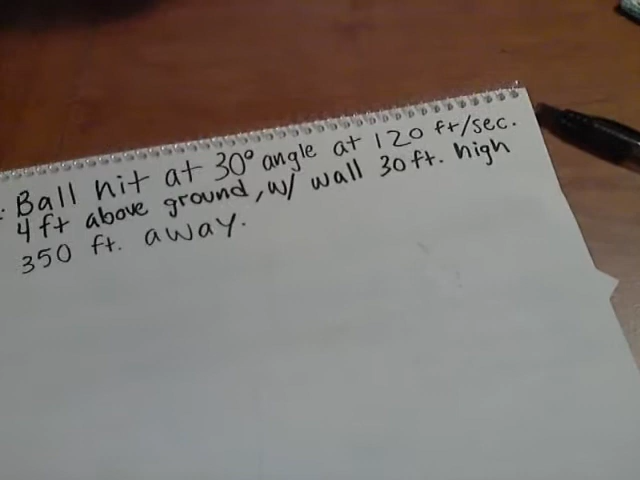 : Ball hit at 30° angle at 120 ft/sec.
4 ft above ground, w/ wall 30 ft. high
350 ft. away.